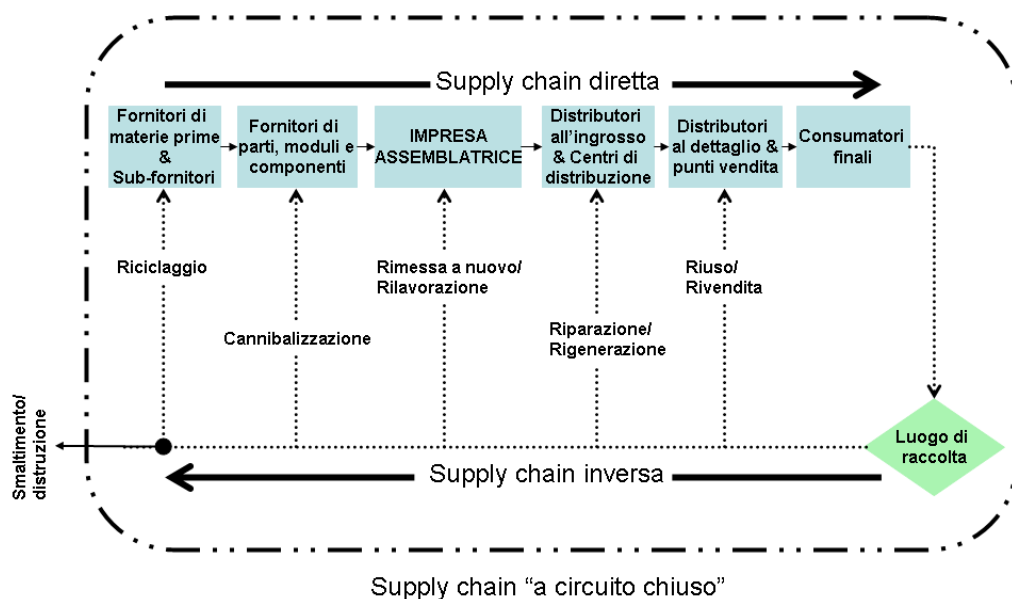 Supply chain diretta
Fornitori di
materie prime
&
Sub-fornitori
Fornitori di
parti, moduli e
componenti
IMPRESA
ASSEMBLATRICE
Distributori
all'ingrosso
& Centri di
distribuzione
Distributori
al dettaglio &
punti vendita
Consumatori
finali
Riciclaggio
Cannibalizzazione
Rimessa a nuovo/
Rilavorazione
Riparazione/
Rigenerazione
Riuso/
Rivendita
Smaltimento/
distruzione
Luogo di
raccolta
Supply chain inversa
Supply chain “a circuito chiuso”